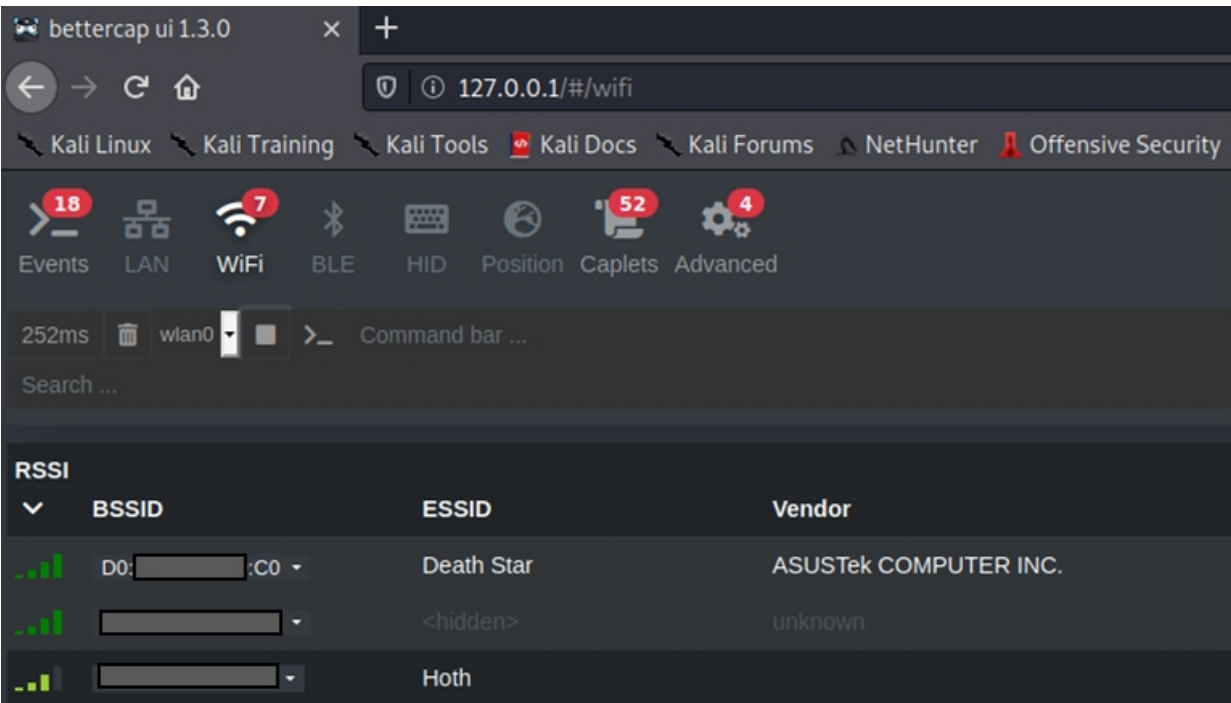 bettercap ui 1.3.0
127.0.0.1/#/wifi
Kali Linux Kali Training Kali Tools Kali Docs Kali Forums NetHunter Offensive Security
18 7 52 4
Events LAN WiFi BLE HID Position Caplets Advanced
252ms wlan0 Command bar ...
Search ...
RSSI
BSSID ESSID Vendor
D0: :C0 Death Star ASUSTek COMPUTER INC.
<hidden> unknown
Hoth